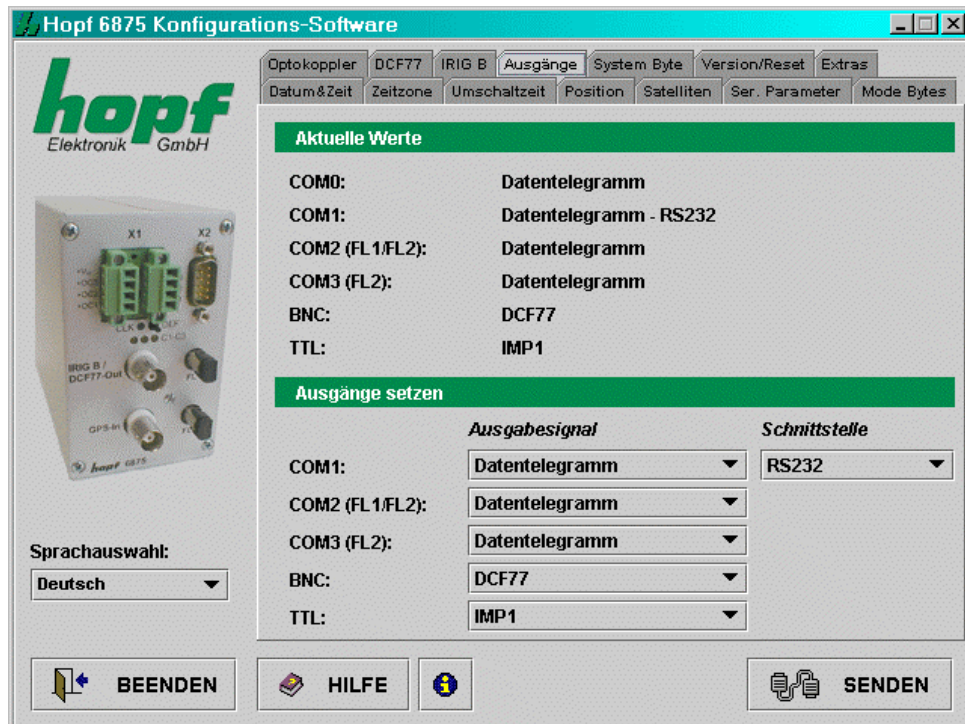 Hopf 6875 Konfigurations-Software
hopf
Elektronik GmbH
Optokoppler DCF77 IRIG B Ausgänge System Byte Version/Reset Extras
Datum&Zeit Zeitzone Umschaltzeit Position Satelliten Ser. Parameter Mode Bytes
Aktuelle Werte
COM0: Datentelegramm
COM1: Datentelegramm - RS232
COM2 (FL1/FL2): Datentelegramm
COM3 (FL2): Datentelegramm
BNC: DCF77
TTL: IMP1
Ausgänge setzen
Ausgabesignal Schnittstelle
COM1: Datentelegramm RS232
COM2 (FL1/FL2): Datentelegramm
COM3 (FL2): Datentelegramm
BNC: DCF77
TTL: IMP1
X1 X2
C1-C3
IRIG B /
DCF77-Out
GPS-In
hopf 6875
Sprachauswahl:
Deutsch
BEENDEN HILFE SENDEN